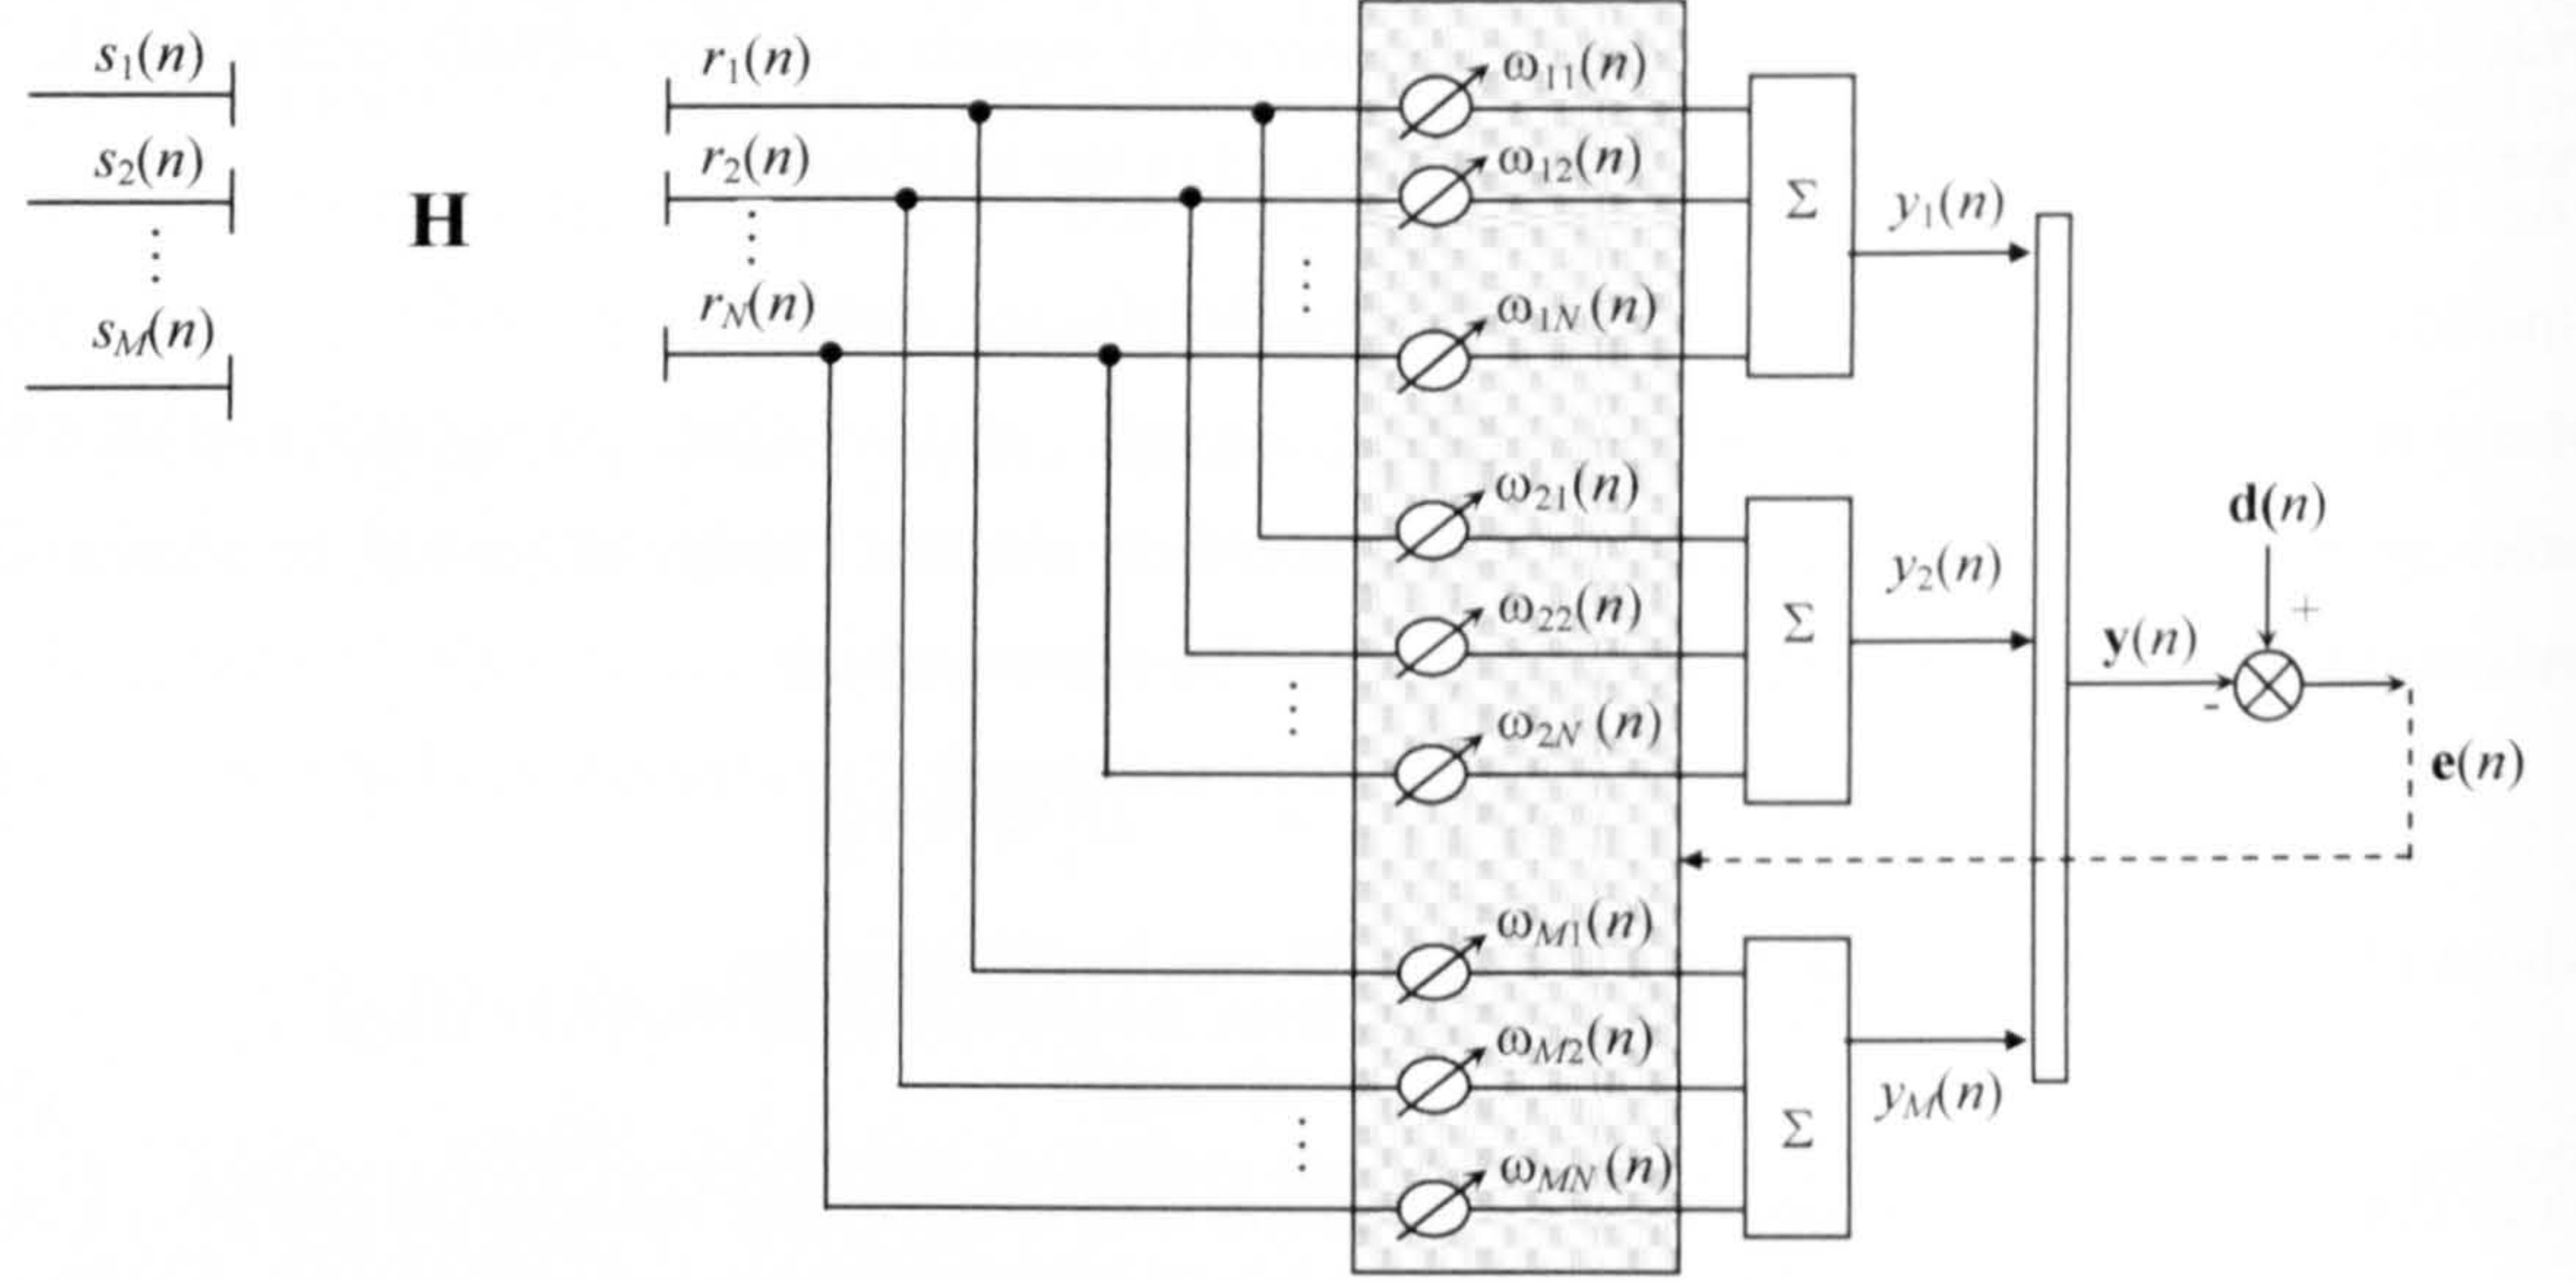 s₁(n)
s₂(n)
⋮
s_M(n)
H
r₁(n)
r₂(n)
⋮
r_N(n)
ω₁₁(n)
ω₁₂(n)
⋮
ω₁N(n)
Σ
y₁(n)
ω₂₁(n)
ω₂₂(n)
⋮
ω₂N(n)
Σ
y₂(n)
d(n)
+
y(n)
-
e(n)
ω_M1(n)
ω_M2(n)
⋮
ω_MN(n)
Σ
y_M(n)